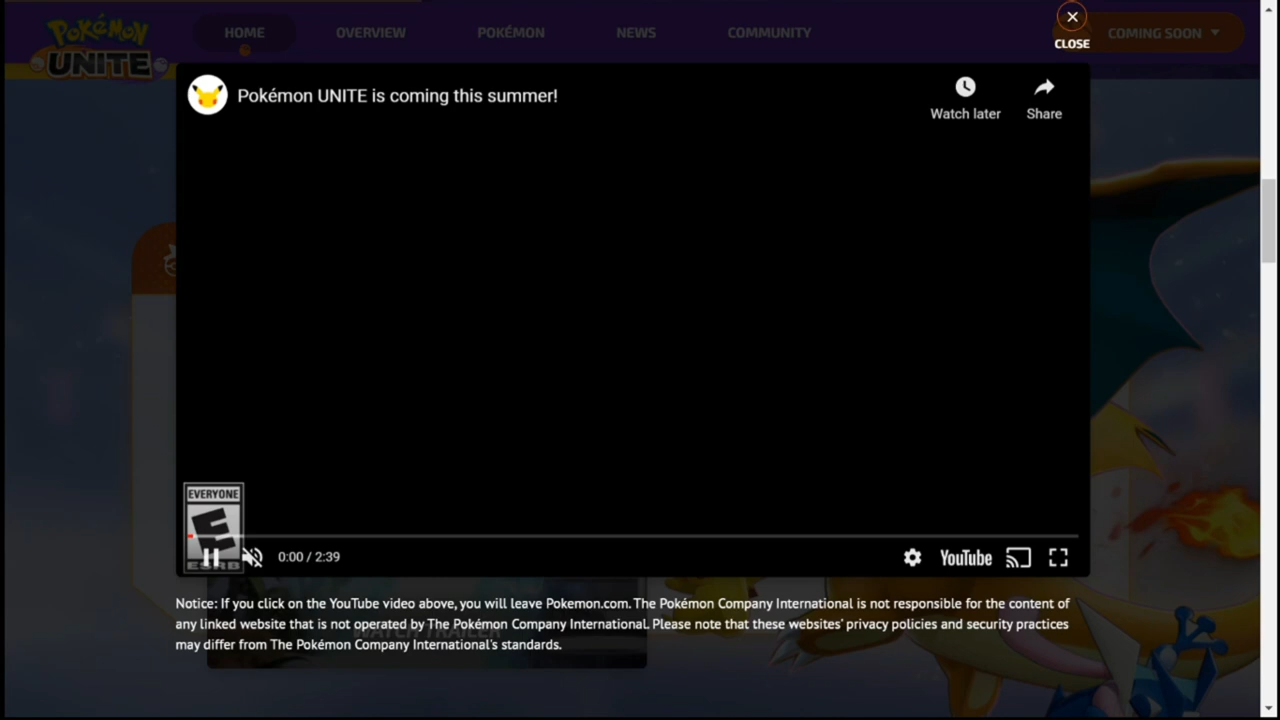 Pokémon
UNITE
HOME
OVERVIEW
POKÉMON
NEWS
COMMUNITY
CLOSE
COMING SOON
Pokémon UNITE is coming this summer!
Watch later
Share
EVERYONE
E
ESRB
0:00 / 2:39
YouTube
Notice: If you click on the YouTube video above, you will leave Pokemon.com. The Pokémon Company International is not responsible for the content of
any linked website that is not operated by The Pokémon Company International. Please note that these websites' privacy policies and security practices
may differ from The Pokémon Company International's standards.
WATCH TRAILER